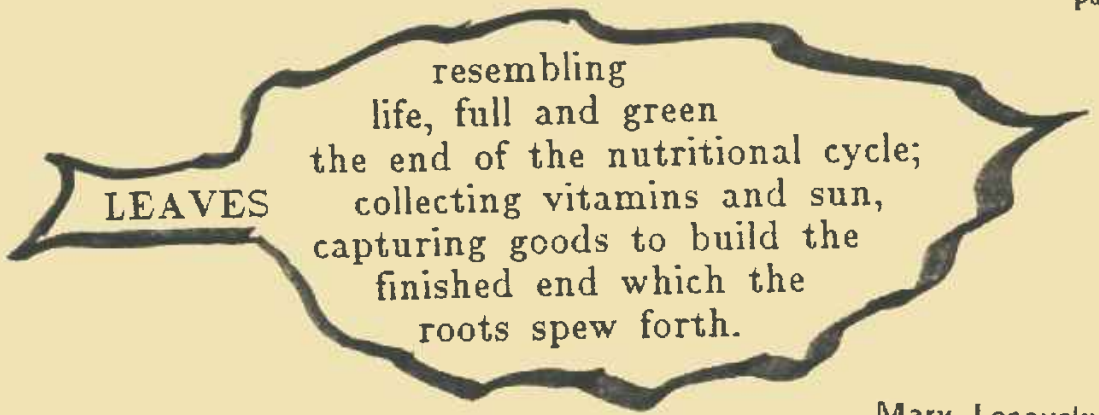 resembling
life, full and green
the end of the nutritional cycle;
LEAVES collecting vitamins and sun,
capturing goods to build the
finished end which the
roots spew forth.
Mary